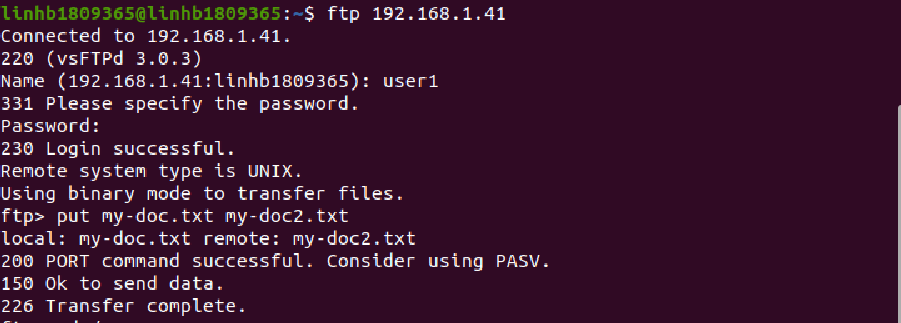 linhb1809365@linhb1809365:~$ ftp 192.168.1.41
Connected to 192.168.1.41.
220 (vsFTPd 3.0.3)
Name (192.168.1.41:linhb1809365): user1
331 Please specify the password.
Password:
230 Login successful.
Remote system type is UNIX.
Using binary mode to transfer files.
ftp> put my-doc.txt my-doc2.txt
local: my-doc.txt remote: my-doc2.txt
200 PORT command successful. Consider using PASV.
150 Ok to send data.
226 Transfer complete.